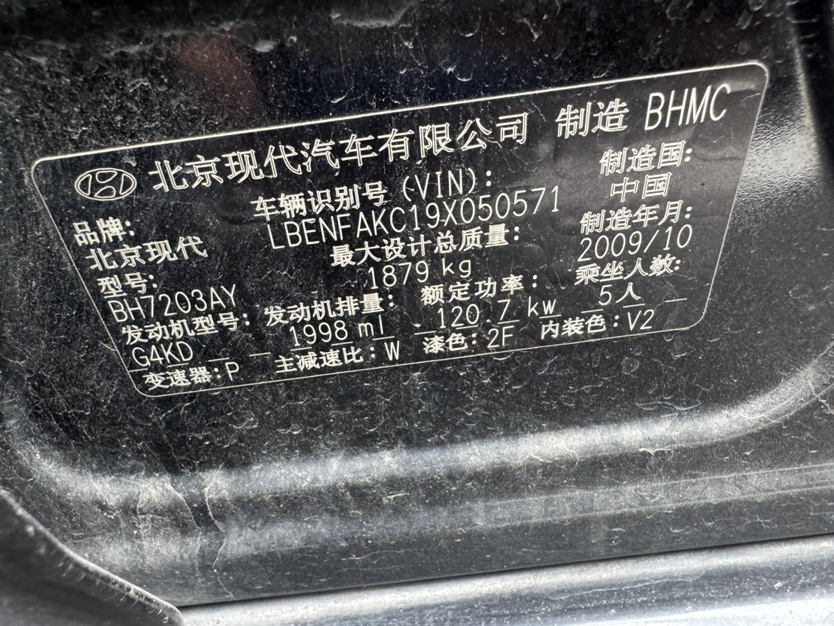 北京现代汽车有限公司 制造 BHMC
品牌: 车辆识别号(VIN): 制造国:
北京现代 LBENFAKC19X050571 中国
型号: 最大设计总质量: 制造年月:
BH7203AY 1879 kg 2009/10
发动机型号: 发动机排量: 额定功率: 乘坐人数:
G4KD 1998 ml 120.7 kw 5人
变速器:P 主减速比:W 漆色:2F 内装色:V2